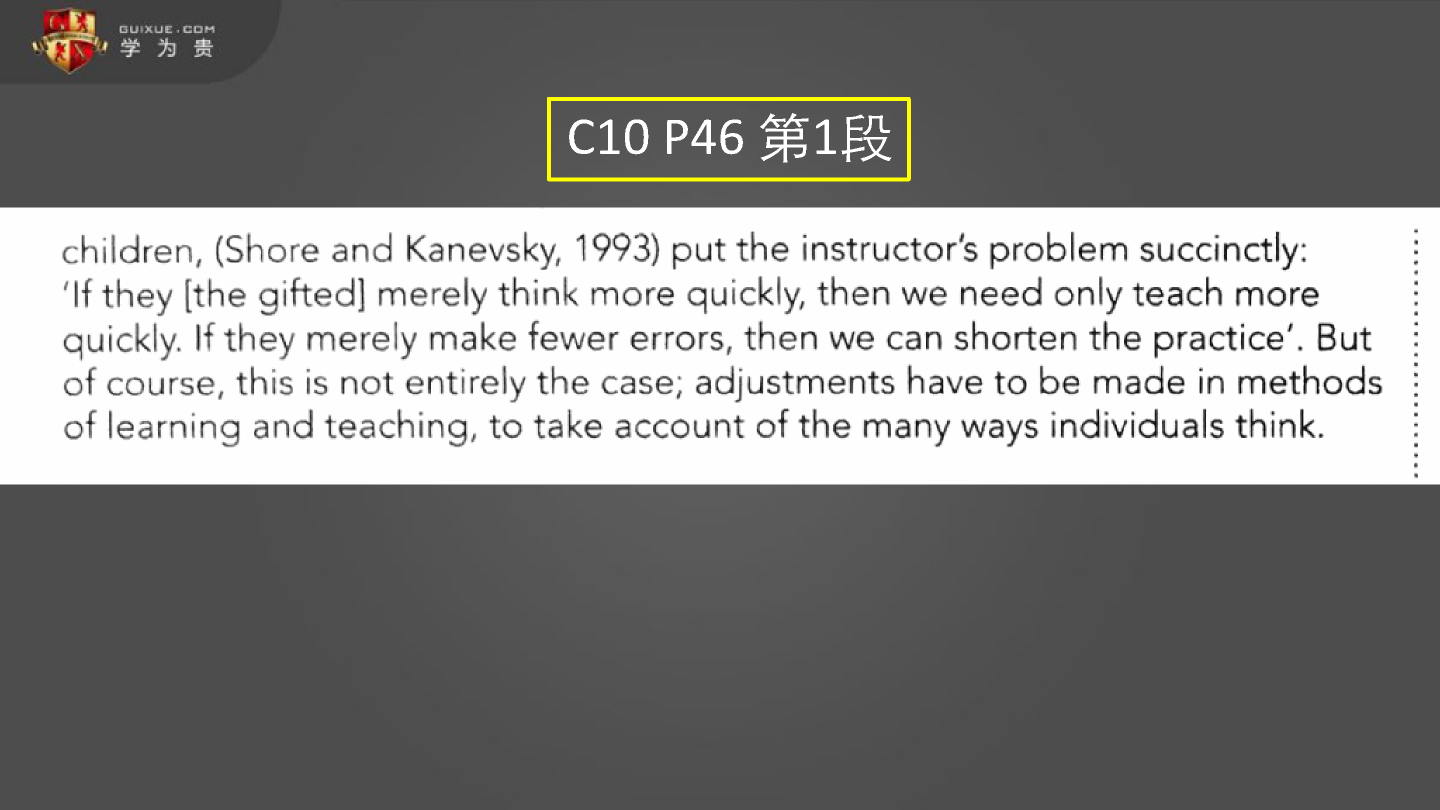 GUIXUE.COM
学为贵
C10 P46 第1段
children, (Shore and Kanevsky, 1993) put the instructor's problem succinctly:
'If they [the gifted] merely think more quickly, then we need only teach more
quickly. If they merely make fewer errors, then we can shorten the practice'. But
of course, this is not entirely the case; adjustments have to be made in methods
of learning and teaching, to take account of the many ways individuals think.